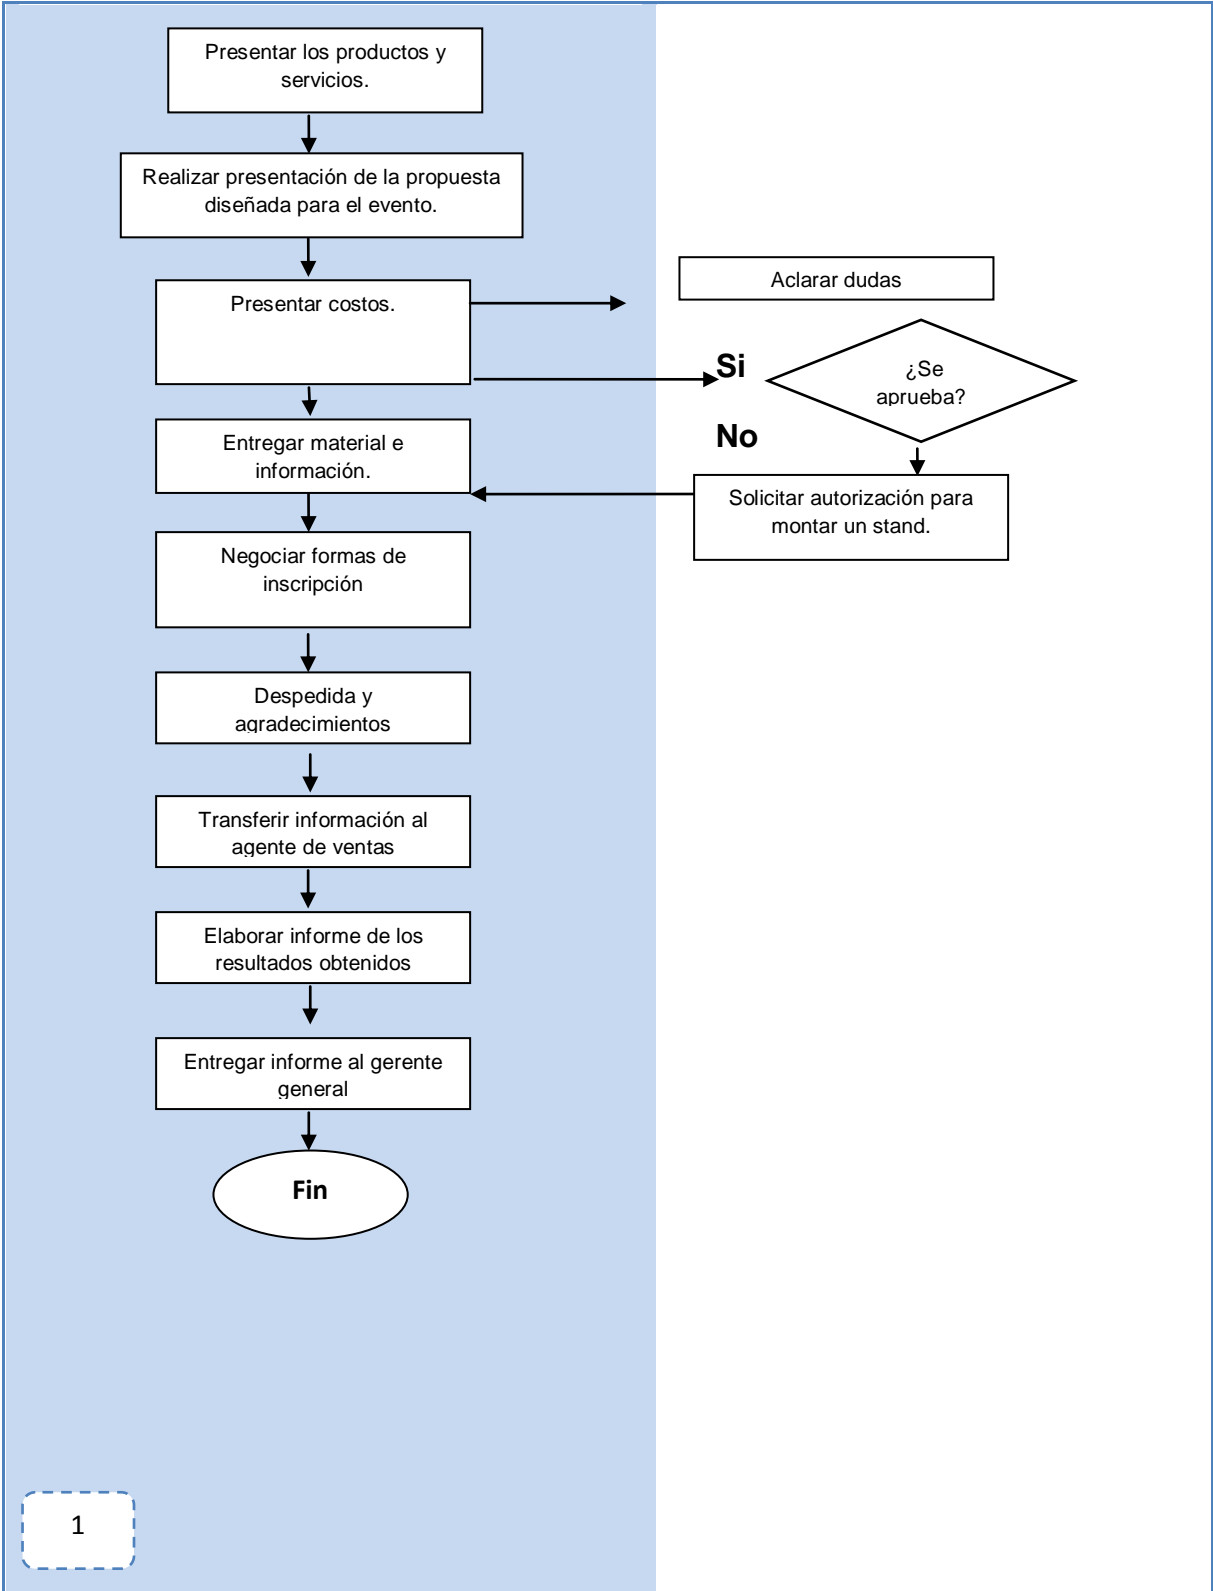 Presentar los productos y
servicios.
Realizar presentación de la propuesta
diseñada para el evento.
Presentar costos.
Aclarar dudas
Si
¿Se
aprueba?
No
Entregar material e
información.
Solicitar autorización para
montar un stand.
Negociar formas de
inscripción
Despedida y
agradecimientos
Transferir información al
agente de ventas
Elaborar informe de los
resultados obtenidos
Entregar informe al gerente
general
Fin
1